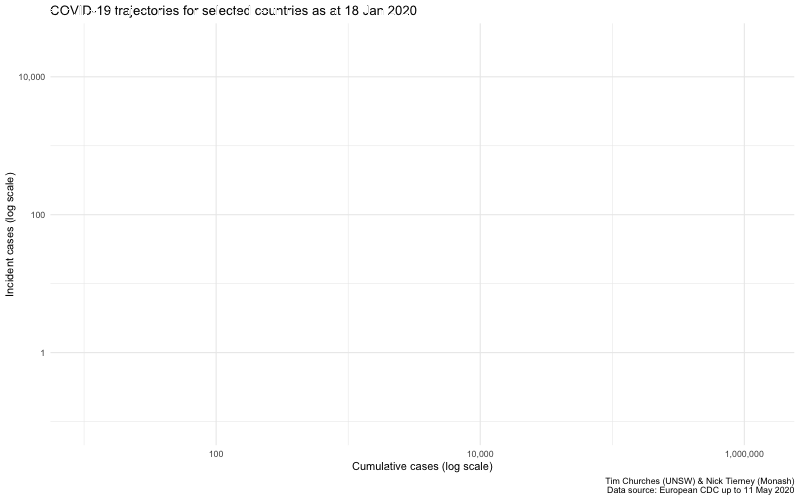 COVID-19 trajectories for selected countries as at 18 Jan 2020
10,000
100
1
Incident cases (log scale)
100
10,000
1,000,000
Cumulative cases (log scale)
Tim Churches (UNSW) & Nick Tierney (Monash)
Data source: European CDC up to 11 May 2020